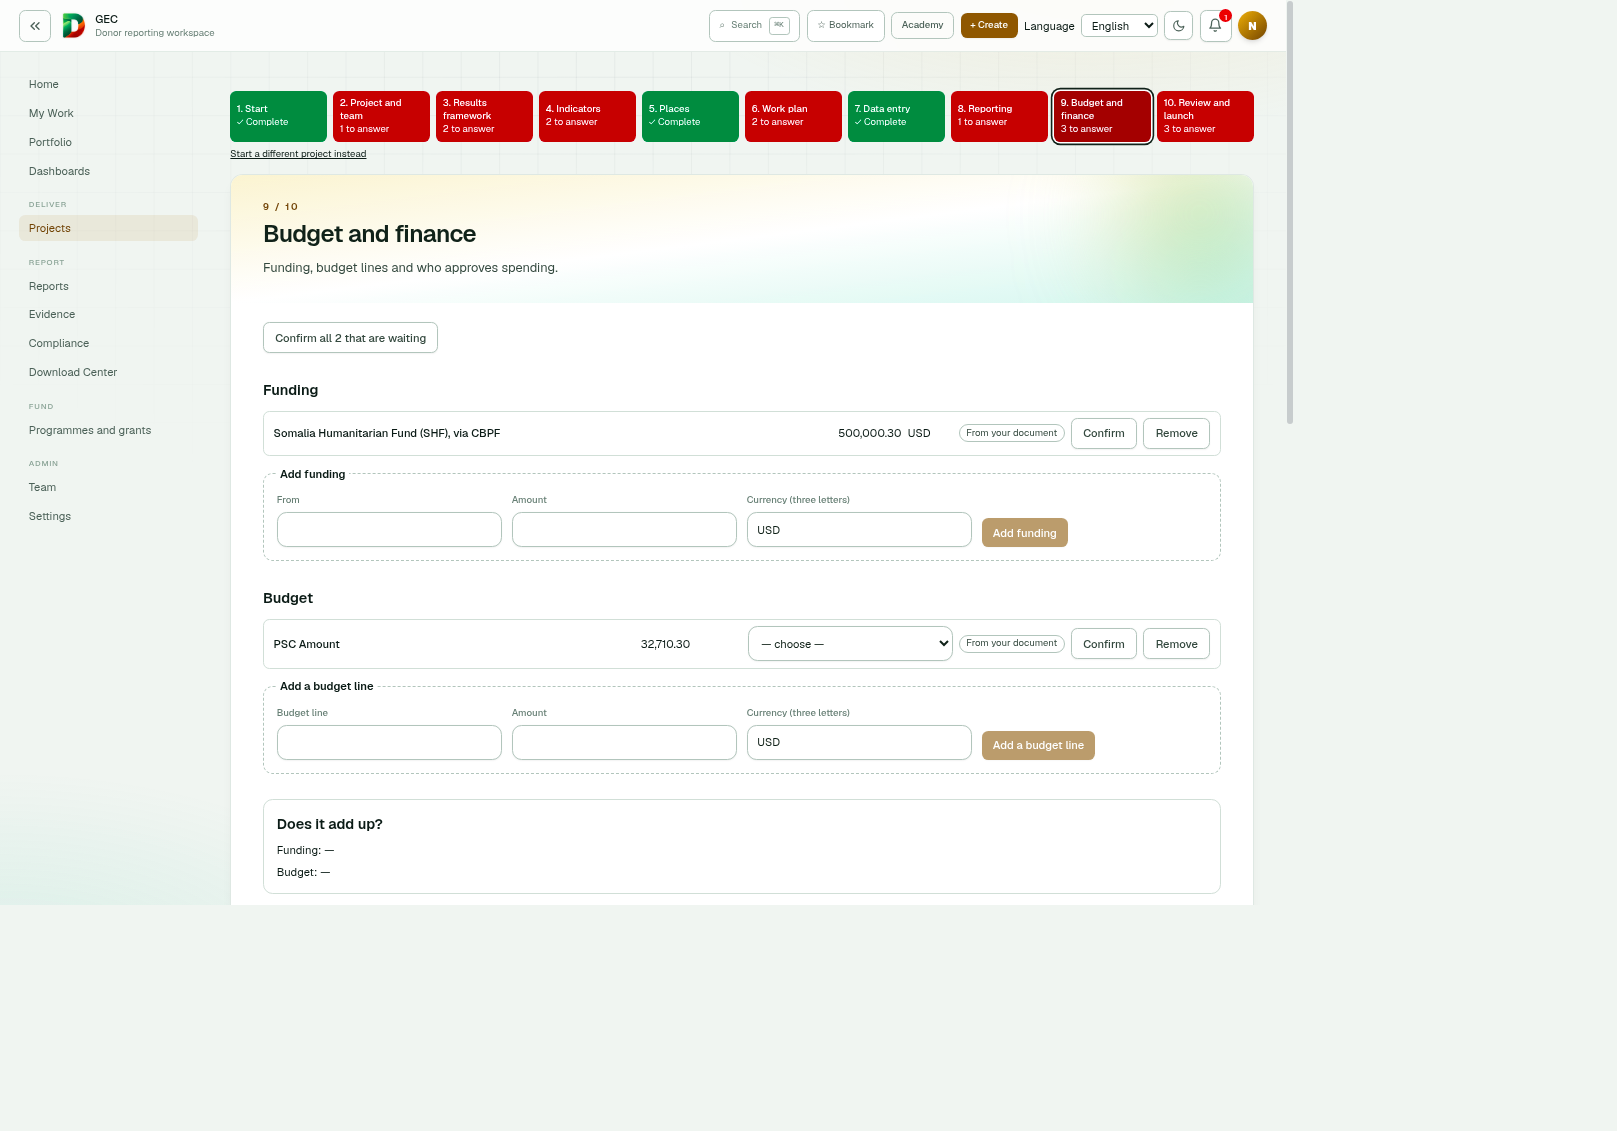 GEC
Donor reporting workspace
Search ⌘K
☆ Bookmark
Academy
+ Create
Language
English
1
N
Home
My Work
Portfolio
Dashboards
DELIVER
Projects
REPORT
Reports
Evidence
Compliance
Download Center
FUND
Programmes and grants
ADMIN
Team
Settings
1. Start
✓ Complete
2. Project and team
1 to answer
3. Results framework
2 to answer
4. Indicators
2 to answer
5. Places
✓ Complete
6. Work plan
2 to answer
7. Data entry
✓ Complete
8. Reporting
1 to answer
9. Budget and finance
3 to answer
10. Review and launch
3 to answer
Start a different project instead
9 / 10
Budget and finance
Funding, budget lines and who approves spending.
Confirm all 2 that are waiting
Funding
Somalia Humanitarian Fund (SHF), via CBPF 500,000.30 USD From your document Confirm Remove
Add funding
From Amount Currency (three letters)
USD Add funding
Budget
PSC Amount 32,710.30 — choose — From your document Confirm Remove
Add a budget line
Budget line Amount Currency (three letters)
USD Add a budget line
Does it add up?
Funding: —
Budget: —